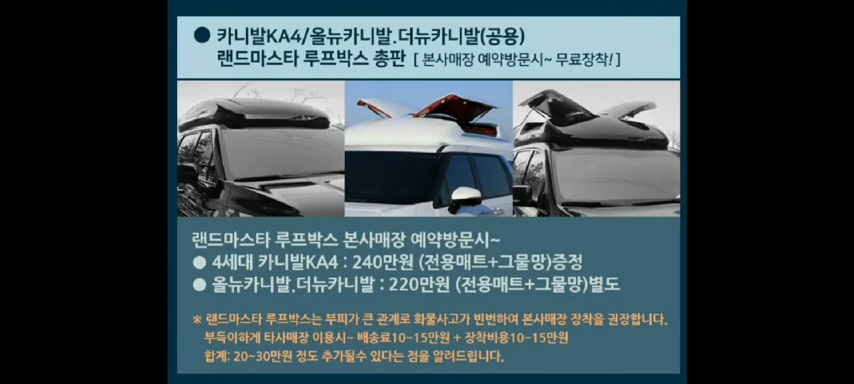 ● 카니발KA4/올뉴카니발.더뉴카니발(공용)
랜드마스타 루프박스 총판 [ 본사매장 예약방문시~ 무료장착! ]
랜드마스타 루프박스 본사매장 예약방문시~
● 4세대 카니발KA4 : 240만원 (전용매트+그물망)증정
● 올뉴카니발.더뉴카니발 : 220만원 (전용매트+그물망)별도
※ 랜드마스타 루프박스는 부피가 큰 관계로 화물사고가 빈번하여 본사매장 장착을 권장합니다.
부득이하게 타사매장 이용시~ 배송료10~15만원 + 장착비용10~15만원
합계: 20~30만원 정도 추가될수 있다는 점을 알려드립니다.